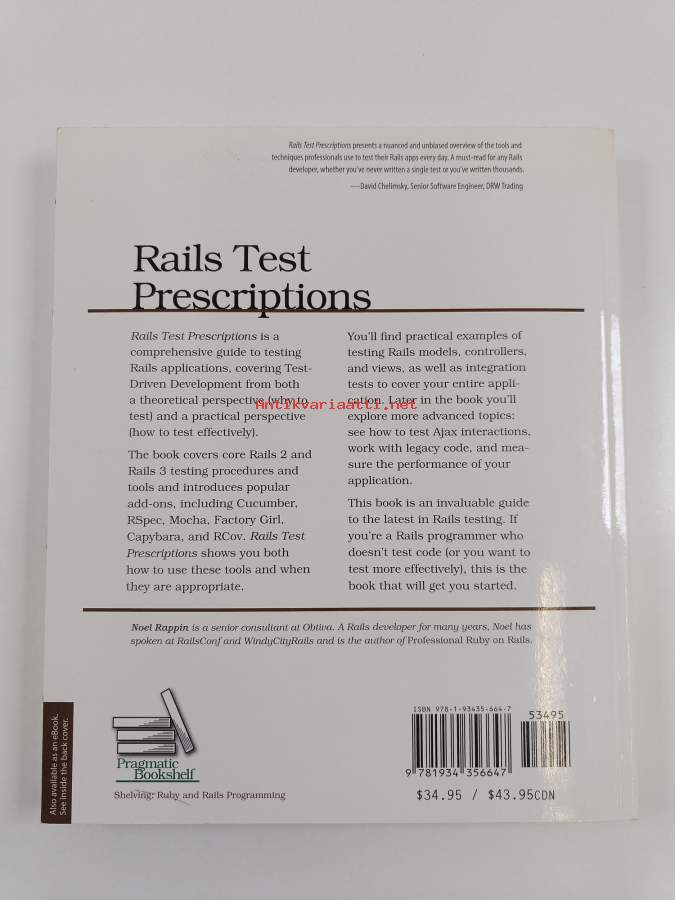 Rails Test Prescriptions presents a nuanced and unbiased overview of the tools and
techniques professionals use to test their Rails apps every day. A must-read for any Rails
developer, whether you've never written a single test or you've written thousands.
—David Chelimsky, Senior Software Engineer, DRW Trading
Rails Test
Prescriptions
Rails Test Prescriptions is a
comprehensive guide to testing
Rails applications, covering Test-
Driven Development from both
a theoretical perspective (why to
test) and a practical perspective
(how to test effectively).
The book covers core Rails 2 and
Rails 3 testing procedures and
tools and introduces popular
add-ons, including Cucumber,
RSpec, Mocha, Factory Girl,
Capybara, and RCov. Rails Test
Prescriptions shows you both
how to use these tools and when
they are appropriate.
You'll find practical examples of
testing Rails models, controllers,
and views, as well as integration
tests to cover your entire appli-
cation. Later in the book you'll
explore more advanced topics:
see how to test Ajax interactions,
work with legacy code, and mea-
sure the performance of your
application.
This book is an invaluable guide
to the latest in Rails testing. If
you're a Rails programmer who
doesn't test code (or you want to
test more effectively), this is the
book that will get you started.
Antikvariaatti.net
Noel Rappin is a senior consultant at Obtiva. A Rails developer for many years, Noel has
spoken at RailsConf and WindyCityRails and is the author of Professional Ruby on Rails.
Also available as an eBook.
See inside the back cover.
Pragmatic
Bookshelf
Shelving: Ruby and Rails Programming
ISBN 978-1-93435-664-7
53495
9 781934 356647
$34.95 / $43.95CDN